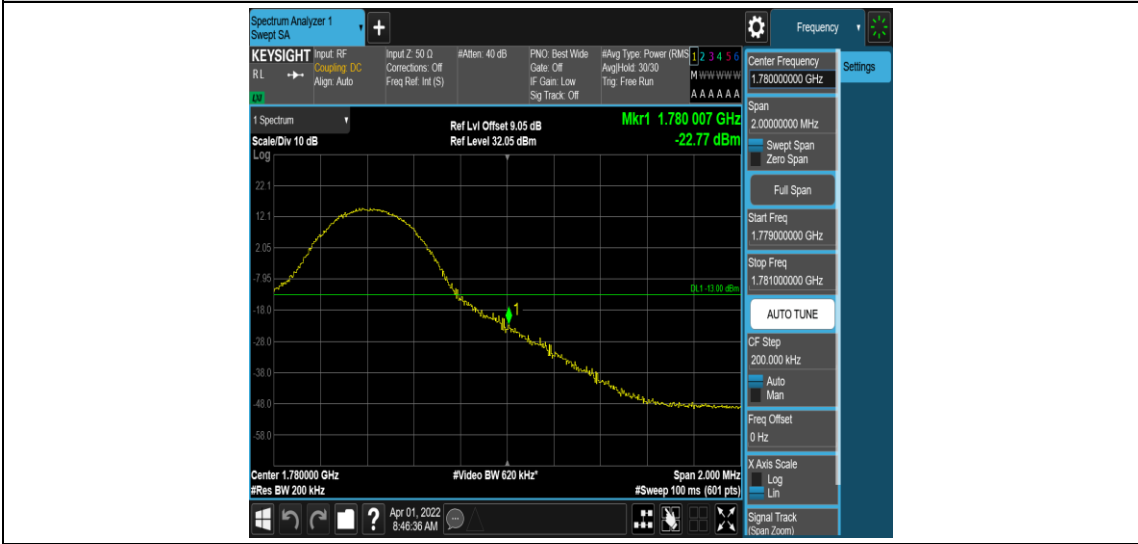 Spectrum Analyzer 1
Swept SA
+
Frequency
KEYSIGHT
RL
LNI
Input: RF
Coupling: DC
Align: Auto
Input Z: 50 Ω
Corrections: Off
Freq Ref: Int (S)
#Atten: 40 dB
PNO: Best Wide
Gate: Off
IF Gain: Low
Sig Track: Off
#Avg Type: Power (RMS
Avg|Hold: 30/30
Trig: Free Run
1 2 3 4 5 6
M W W W W W
A A A A A A
1 Spectrum
Scale/Div 10 dB
Log
Ref Lvl Offset 9.05 dB
Ref Level 32.05 dBm
Mkr1 1.780 007 GHz
-22.77 dBm
22.1
12.1
2.05
-7.95
-18.0
-28.0
-38.0
-48.0
-58.0
DL1 -13.00 dBm
1
Center 1.780000 GHz
#Res BW 200 kHz
#Video BW 620 kHz*
Span 2.000 MHz
#Sweep 100 ms (601 pts)
?
Apr 01, 2022
8:46:36 AM
Center Frequency
1.780000000 GHz
Settings
Span
2.00000000 MHz
Swept Span
Zero Span
Full Span
Start Freq
1.779000000 GHz
Stop Freq
1.781000000 GHz
AUTO TUNE
CF Step
200.000 kHz
Auto
Man
Freq Offset
0 Hz
X Axis Scale
Log
Lin
Signal Track
(Span Zoom)